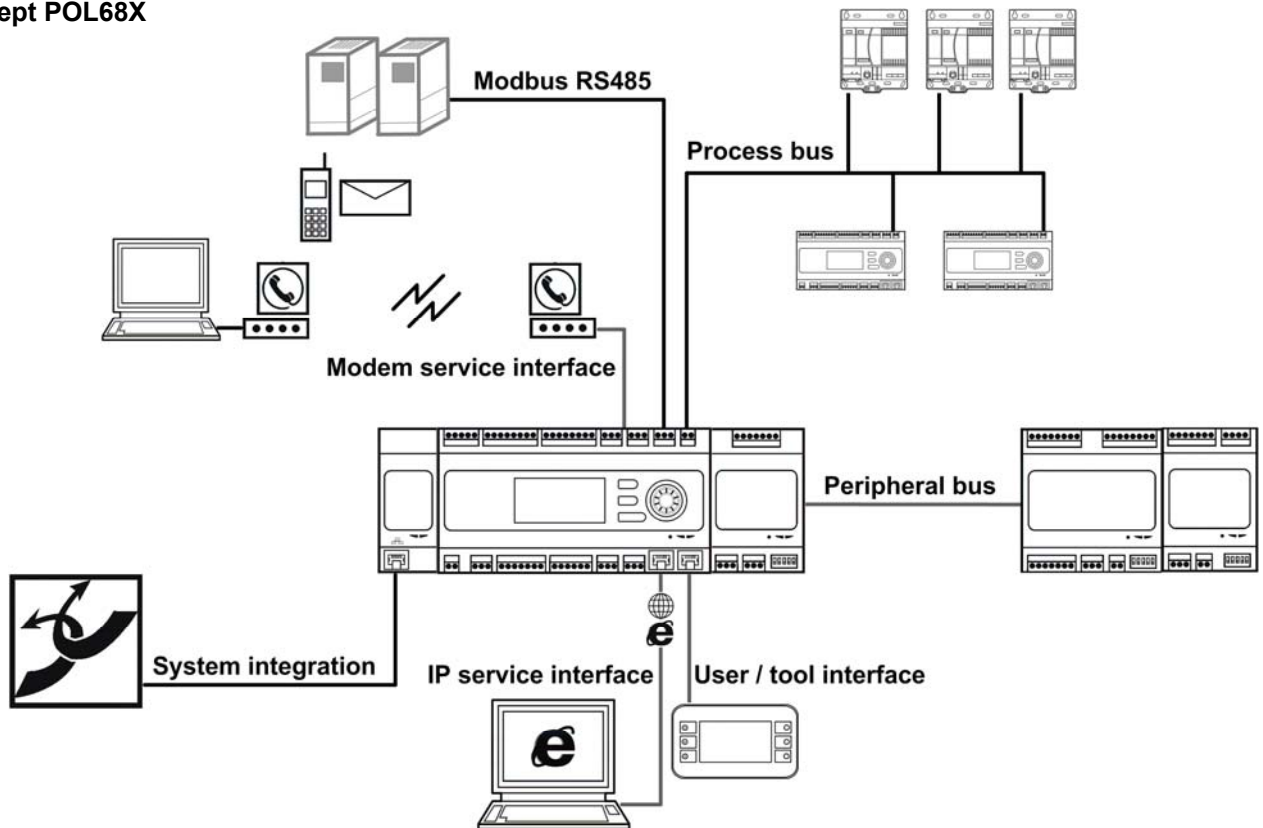 ept POL68X
Modbus RS485
Process bus
Modem service interface
Peripheral bus
System integration
IP service interface
User / tool interface